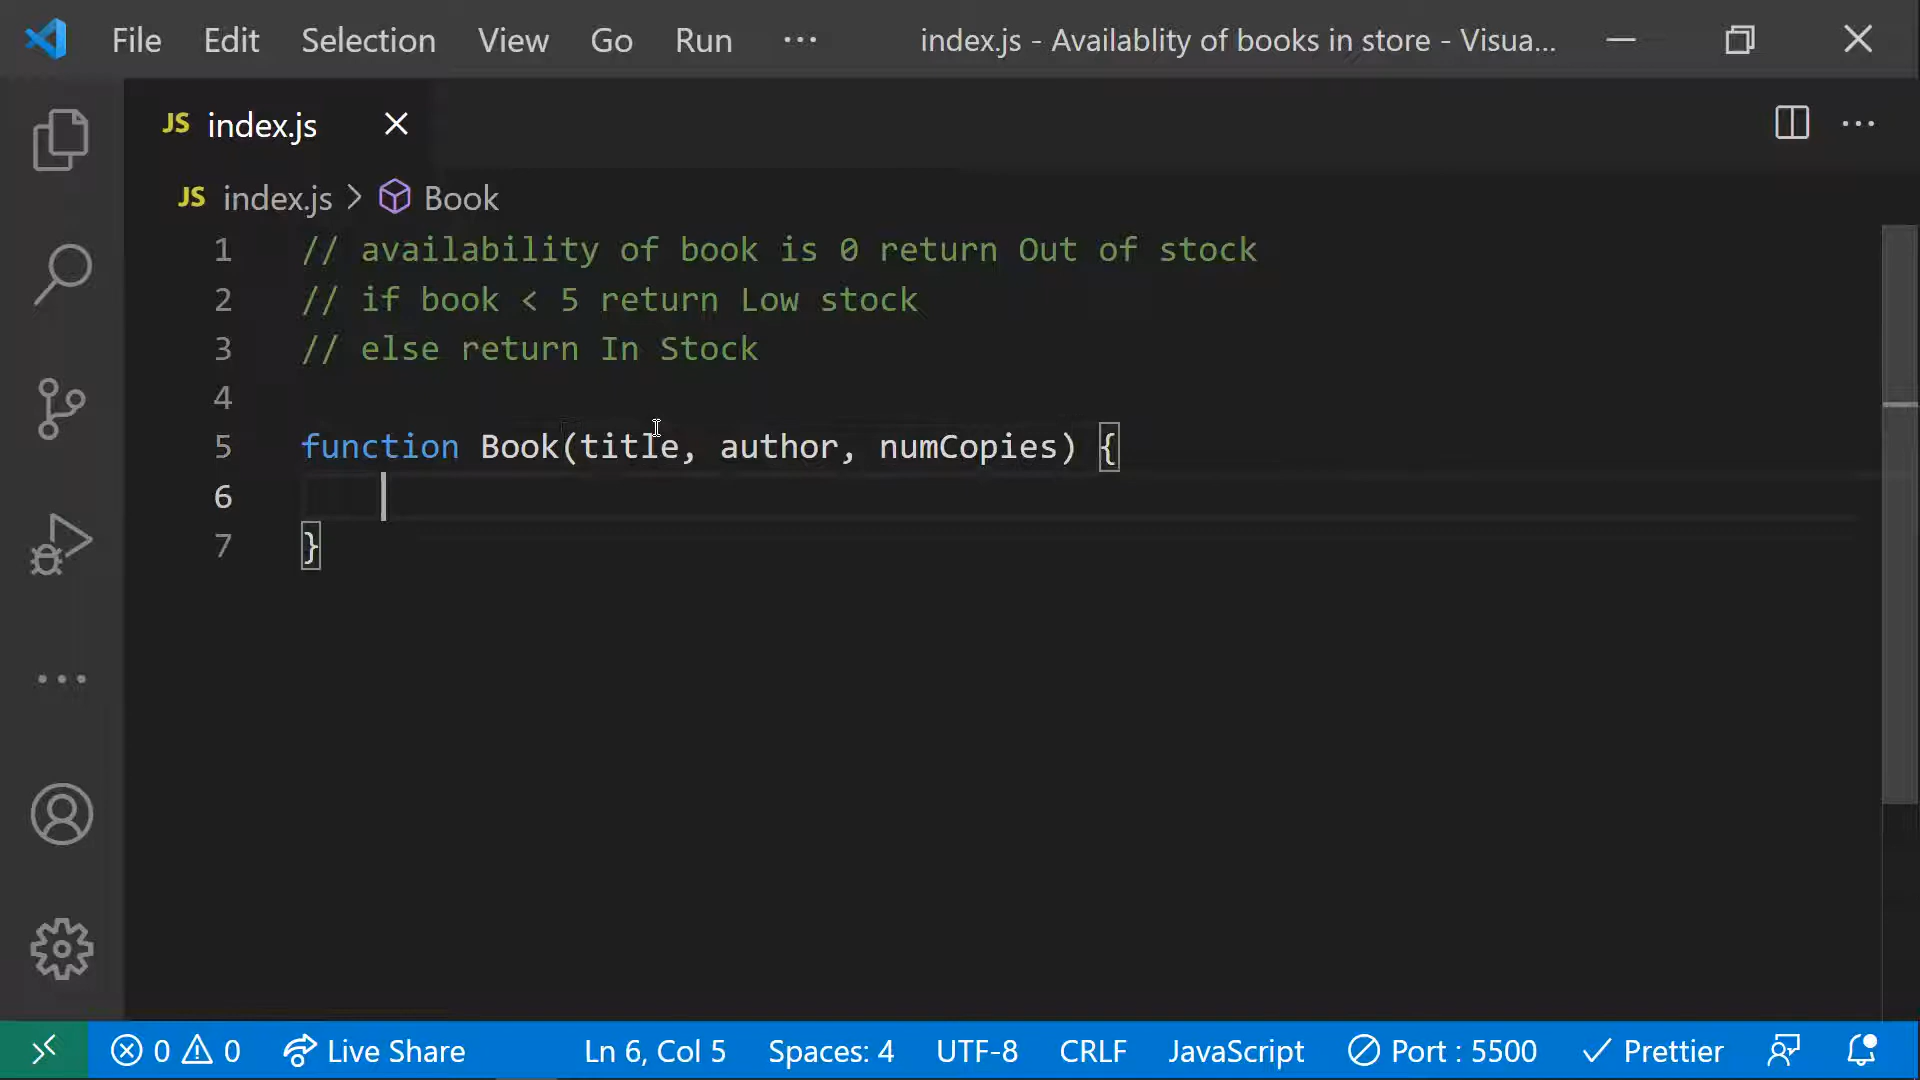 File Edit Selection View Go Run ··· index.js - Availablity of books in store - Visua...
JS index.js
JS index.js > Book
1 // availability of book is 0 return Out of stock
2 // if book < 5 return Low stock
3 // else return In Stock
4
5 function Book(title, author, numCopies) {
6
7 }
0 0 Live Share Ln 6, Col 5 Spaces: 4 UTF-8 CRLF JavaScript Port : 5500 Prettier